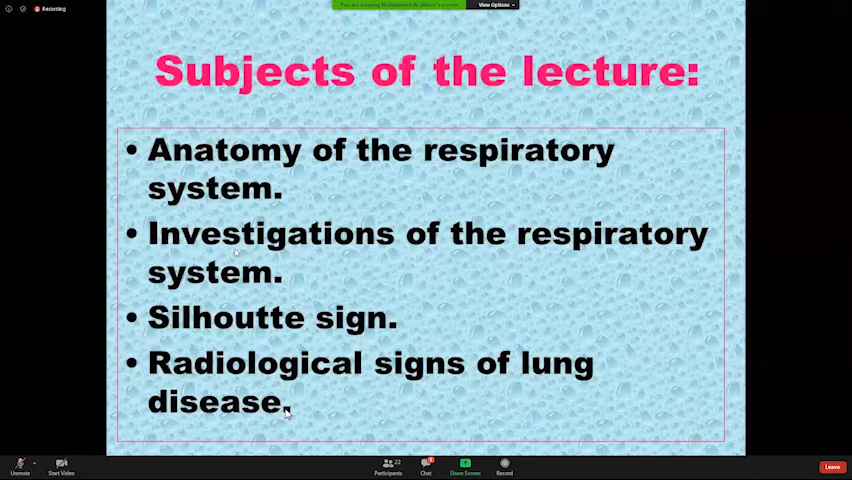 Recording
View Options
Subjects of the lecture:
• Anatomy of the respiratory
system.
• Investigations of the respiratory
system.
• Silhoutte sign.
• Radiological signs of lung
disease.
Unmute
Start Video
Participants
22
Chat
Share Screen
Record
Leave